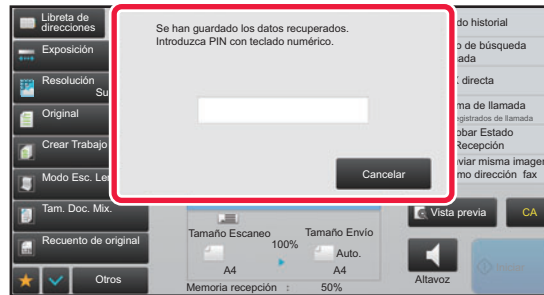 Libreta de
direcciones
Exposición
Resolución
Su
Original
Crear Trabajo
Modo Esc. Le
Tam. Doc. Mix.
Recuento de original
Otros
Se han guardado los datos recuperados.
Introduzca PIN con teclado numérico.
Cancelar
do historial
o de búsqueda
ada
directa
ma de llamada
egistrados de llamada
obar Estado
Recepción
viar misma imagen
mo dirección fax
Vista previa
CA
Tamaño Escaneo
100%
Tamaño Envío
Auto.
A4
A4
Memoria recepción :
50%
Altavoz